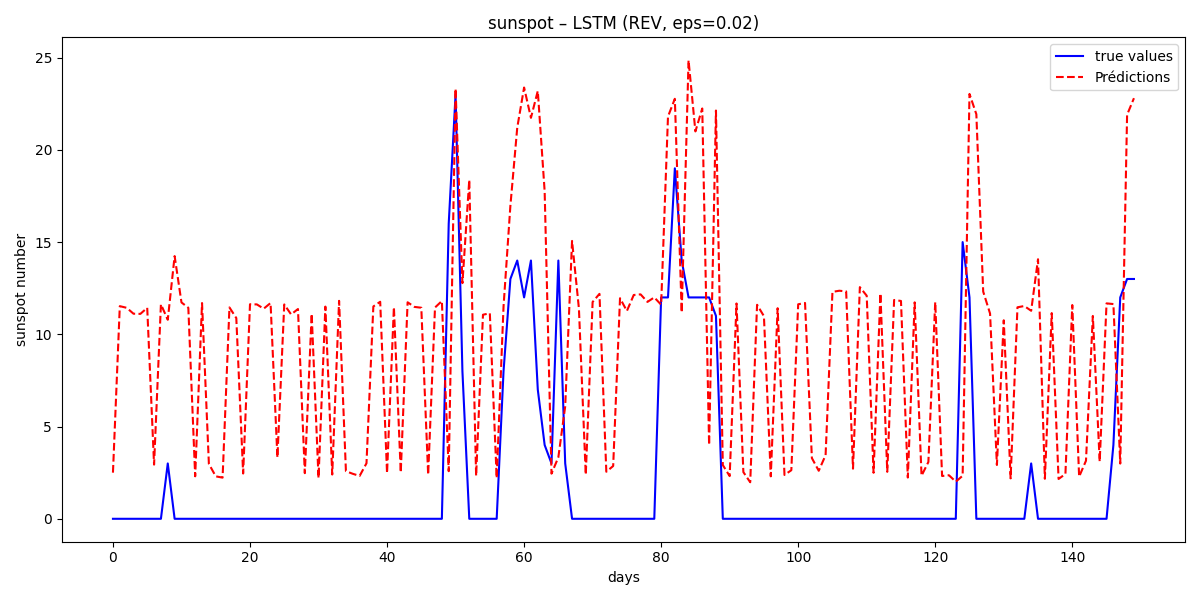 sunspot – LSTM (REV, eps=0.02)
true values
Prédictions
sunspot number
25
20
15
10
5
0
0 20 40 60 80 100 120 140
days